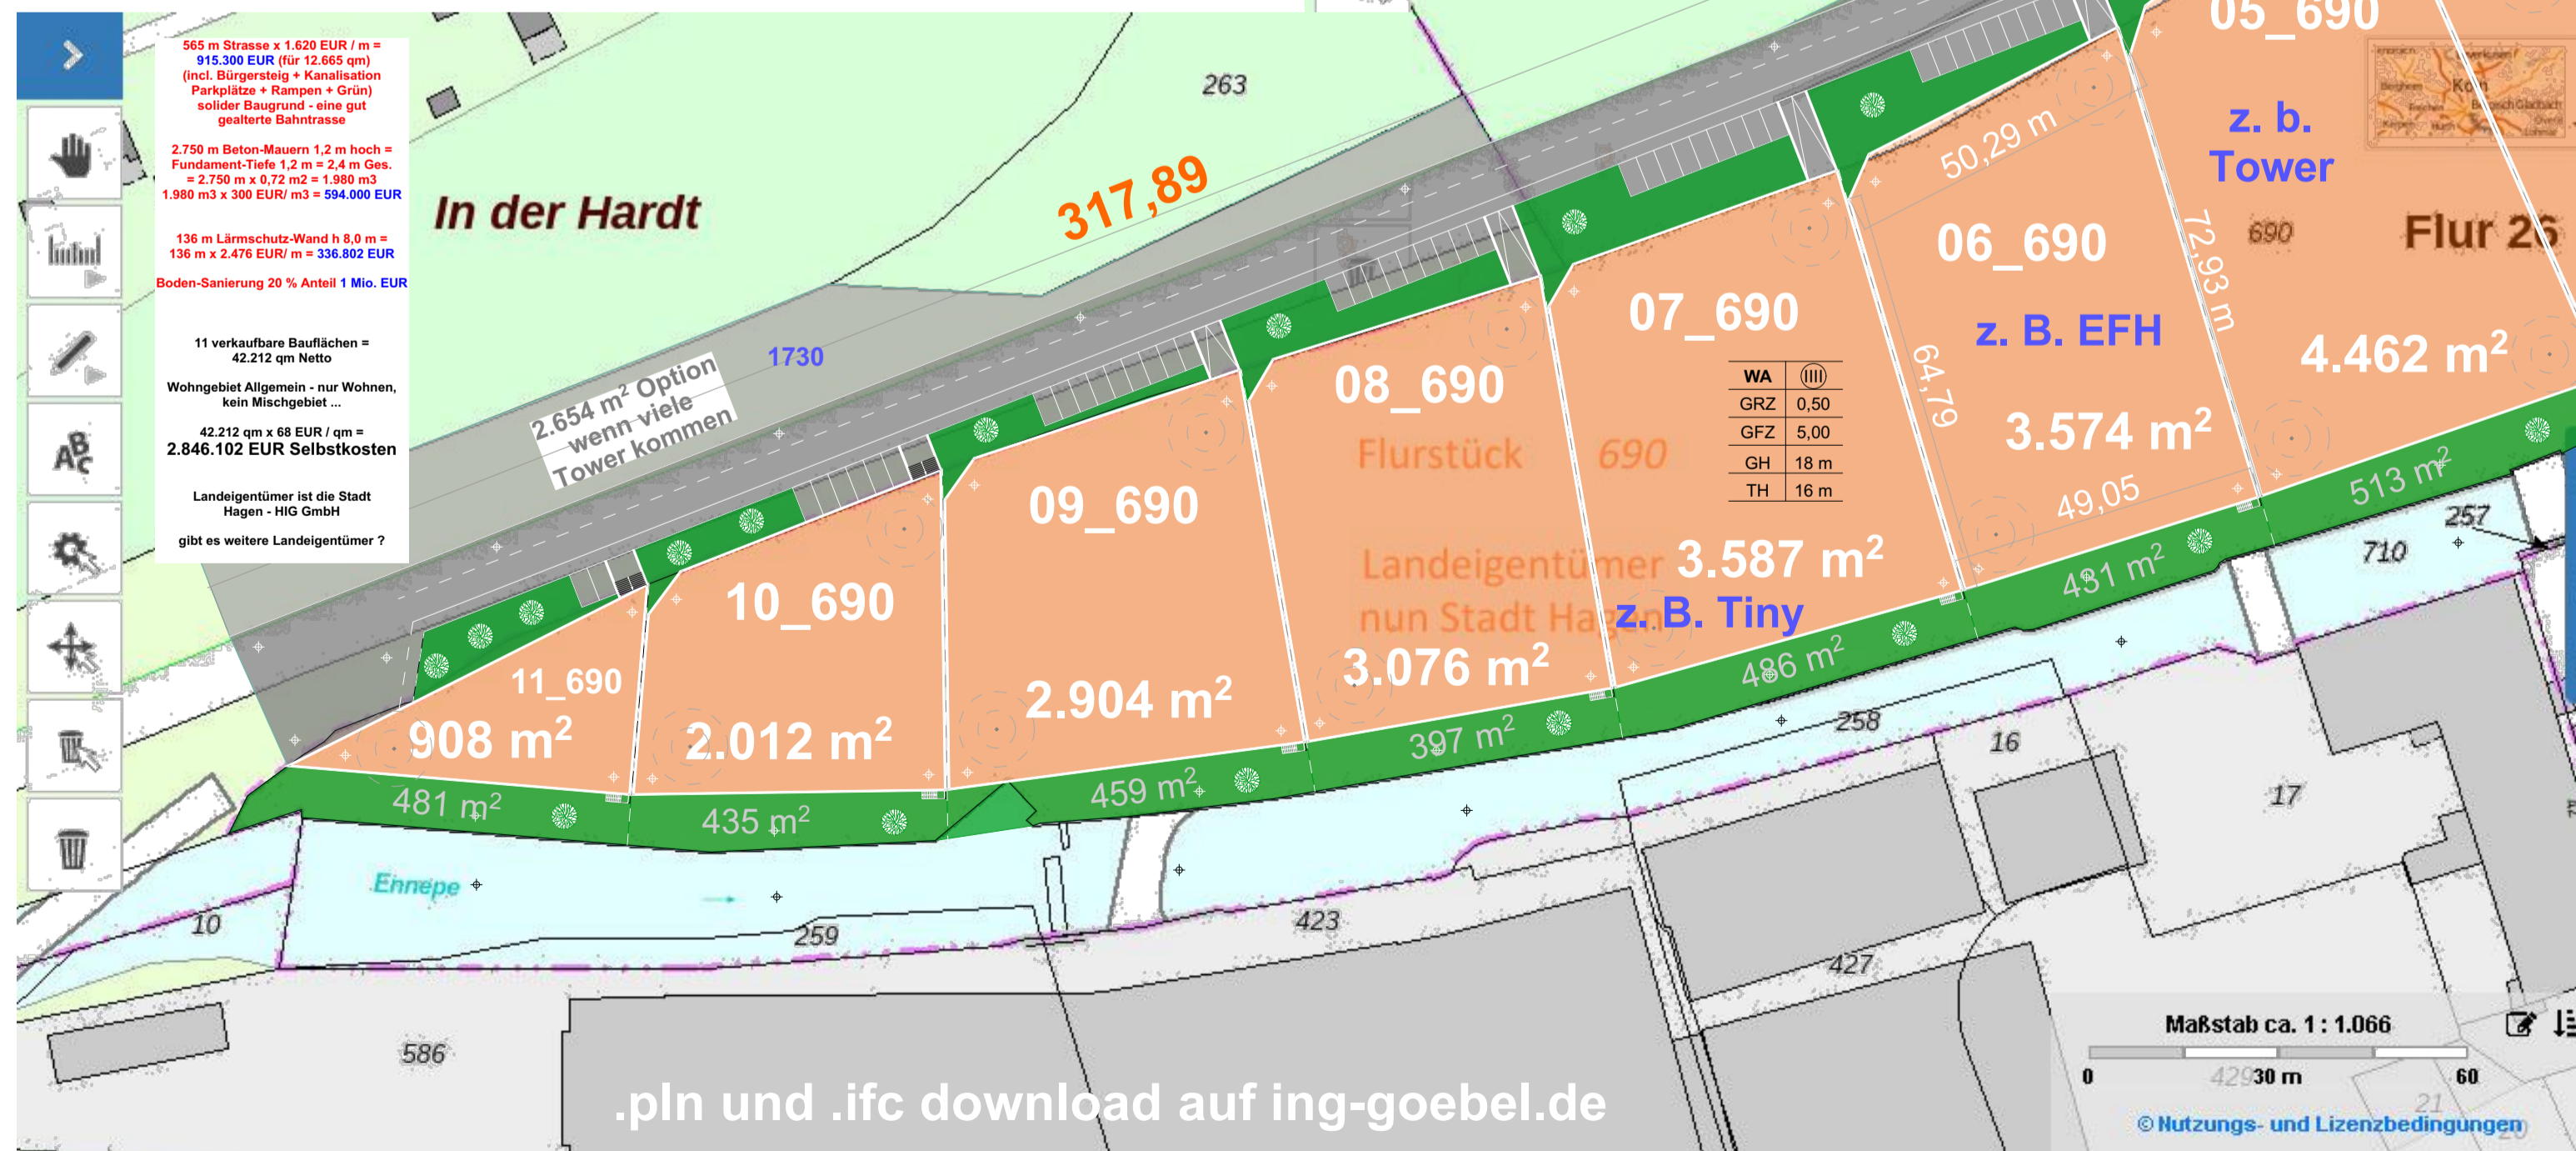 565 m Strasse x 1.620 EUR / m =
915.300 EUR (für 12.665 qm)
(incl. Bürgersteig + Kanalisation
Parkplätze + Rampen + Grün)
solider Baugrund - eine gut
gealterte Bahntrasse
2.750 m Beton-Mauern 1,2 m hoch =
Fundament-Tiefe 1,2 m = 2,4 m Ges.
= 2.750 m x 0,72 m2 = 1.980 m3
1.980 m3 x 300 EUR/ m3 = 594.000 EUR
136 m Lärmschutz-Wand h 8,0 m =
136 m x 2.476 EUR/ m = 336.802 EUR
Boden-Sanierung 20 % Anteil 1 Mio. EUR
11 verkaufbare Bauflächen =
42.212 qm Netto
Wohngebiet Allgemein - nur Wohnen,
kein Mischgebiet ...
42.212 qm x 68 EUR / qm =
2.846.102 EUR Selbstkosten
Landeigentümer ist die Stadt
Hagen - HIG GmbH
gibt es weitere Landeigentümer ?
ABC
In der Hardt
263
317,89
1730
2.654 m² Option
wenn viele
Tower kommen
05_690
z. b.
Tower
690
Flur 26
4.462 m²
513 m²
Köln
50,29 m
72,93 m
06_690
z. B. EFH
64,79
3.574 m²
49,05
481 m²
07_690
WA IIII
GRZ 0,50
GFZ 5,00
GH 18 m
TH 16 m
3.587 m²
z. B. Tiny
486 m²
08_690
Flurstück 690
Landeigentümer
nun Stadt Hagen
3.076 m²
397 m²
09_690
2.904 m²
459 m²
10_690
2.012 m²
435 m²
11_690
908 m²
481 m²
257
710
258
16
17
Ennepe
10
259
423
427
586
Maßstab ca. 1 : 1.066
0
30 m
60
429
21
© Nutzungs- und Lizenzbedingungen
.pln und .ifc download auf ing-goebel.de